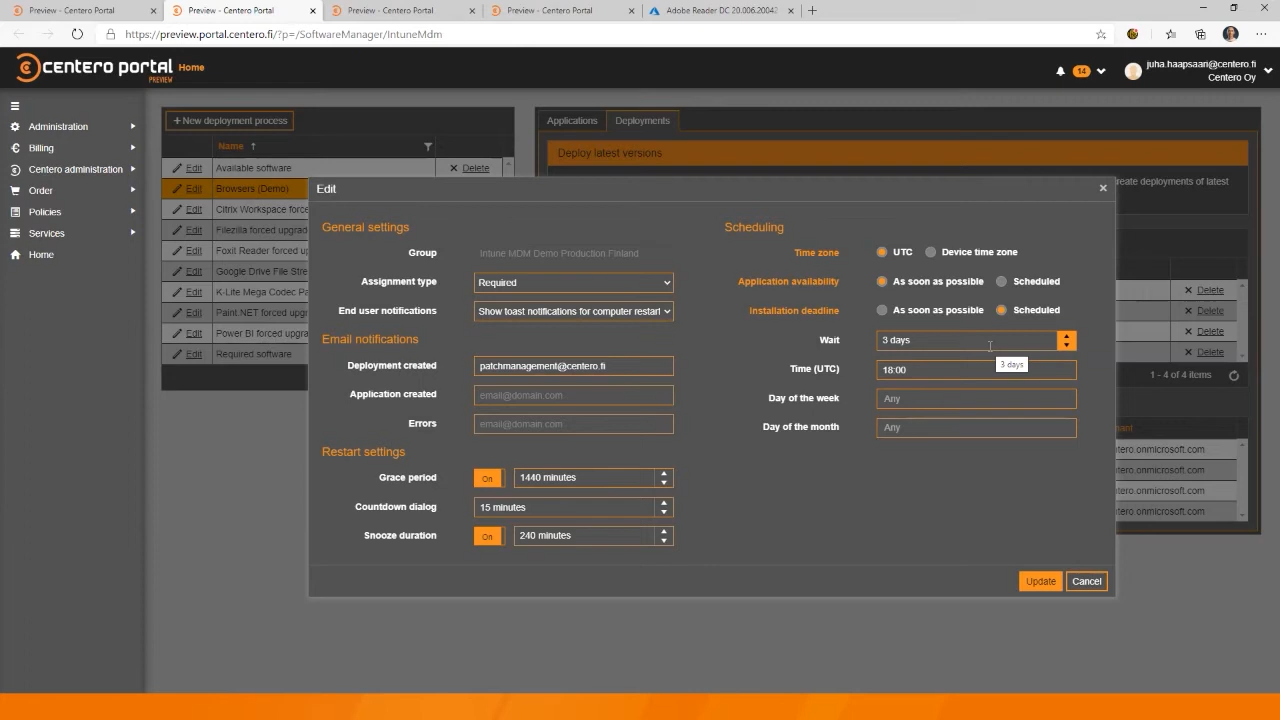 Preview - Centero Portal
Preview - Centero Portal
Preview - Centero Portal
Preview - Centero Portal
Adobe Reader DC 20.006.20042
https://preview.portal.centero.fi/?p=/SoftwareManager/IntuneMdm
centero portal
PREVIEW
Home
14
juha.haapsaari@centero.fi
Centero Oy
Administration
Billing
Centero administration
Order
Policies
Services
Home
+ New deployment process
Name ↑
Edit Available software Delete
Edit Browsers (Demo)
Edit Citrix Workspace force
Edit Filezilla forced upgrad
Edit Foxit Reader forced up
Edit Google Drive File Stre
Edit K-Lite Mega Codec Pa
Edit Paint.NET forced upgra
Edit Power BI forced upgra
Edit Required software
Applications Deployments
Deploy latest versions
create deployments of latest
Delete
Delete
Delete
Delete
1 - 4 of 4 items
tero.onmicrosoft.com
tero.onmicrosoft.com
tero.onmicrosoft.com
tero.onmicrosoft.com
Edit
General settings
Group Intune MDM Demo Production Finland
Assignment type Required
End user notifications Show toast notifications for computer restart
Email notifications
Deployment created patchmanagement@centero.fi
Application created email@domain.com
Errors email@domain.com
Restart settings
Grace period On 1440 minutes
Countdown dialog 15 minutes
Snooze duration On 240 minutes
Scheduling
Time zone UTC Device time zone
Application availability As soon as possible Scheduled
Installation deadline As soon as possible Scheduled
Wait 3 days
3 days
Time (UTC) 18:00
Day of the week Any
Day of the month Any
Update Cancel